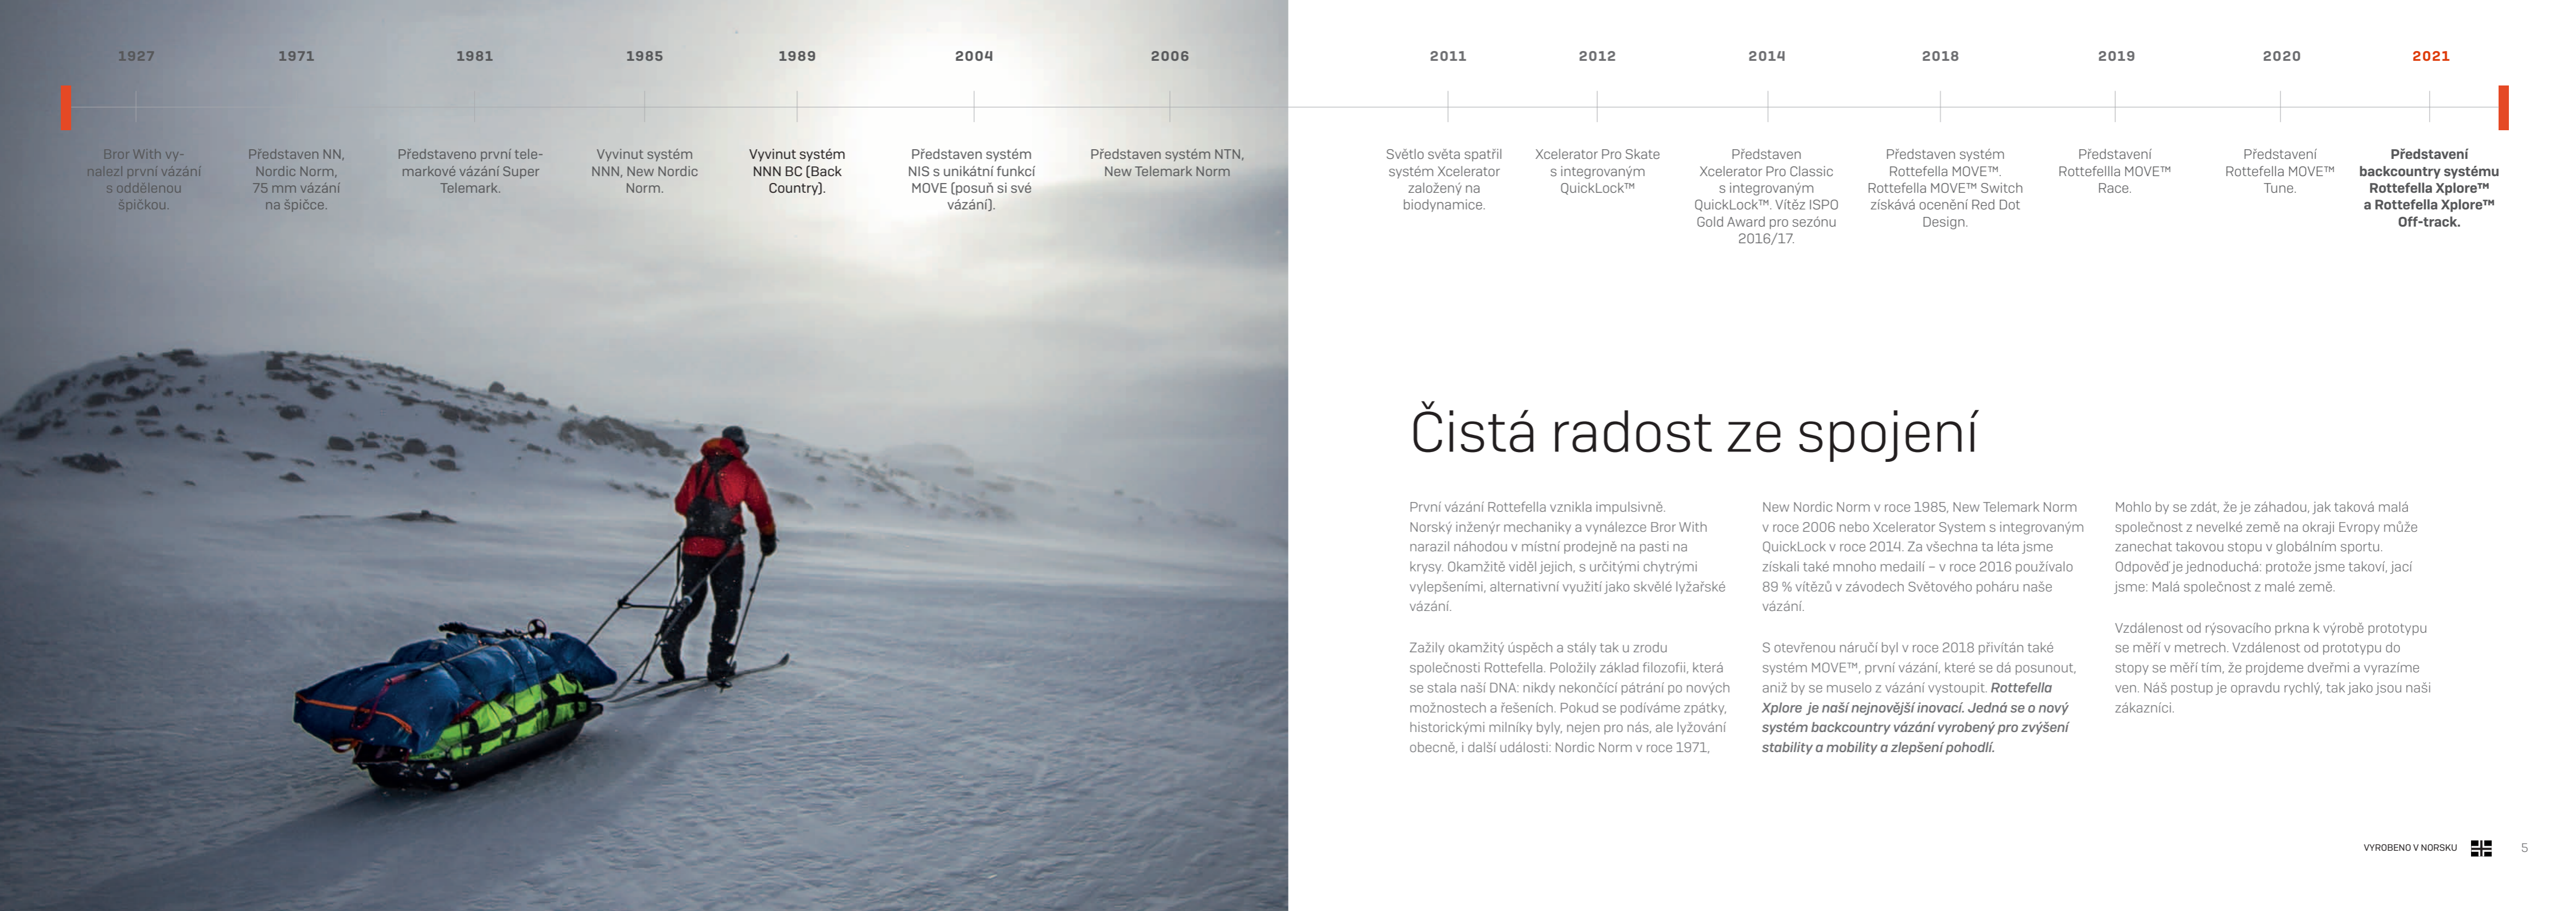 1927
Bror With vy-
nalezl první vázání
s oddělenou
špičkou.
1971
Představen NN,
Nordic Norm,
75 mm vázání
na špičce.
1981
Představeno první tele-
markové vázání Super
Telemark.
1985
Vyvinut systém
NNN, New Nordic
Norm.
1989
Vyvinut systém
NNN BC (Back
Country).
2004
Představen systém
NIS s unikátní funkcí
MOVE (posuň si své
vázání).
2006
Představen systém NTN,
New Telemark Norm
2011
Světlo světa spatřil
systém Xcelerator
založený na
biodynamice.
2012
Xcelerator Pro Skate
s integrovaným
QuickLock™
2014
Představen
Xcelerator Pro Classic
s integrovaným
QuickLock™. Vítěz ISPO
Gold Award pro sezónu
2016/17.
2018
Představen systém
Rottefella MOVE™.
Rottefella MOVE™ Switch
získává ocenění Red Dot
Design.
2019
Představení
Rottefellla MOVE™
Race.
2020
Představení
Rottefella MOVE™
Tune.
2021
Představení
backcountry systému
Rottefella Xplore™
a Rottefella Xplore™
Off-track.
Čistá radost ze spojení
První vázání Rottefella vznikla impulsivně.
Norský inženýr mechaniky a vynálezce Bror With
narazil náhodou v místní prodejně na pasti na
krysy. Okamžitě viděl jejich, s určitými chytrými
vylepšeními, alternativní využití jako skvělé lyžařské
vázání.
Zažily okamžitý úspěch a stály tak u zrodu
společnosti Rottefella. Položily základ filozofii, která
se stala naší DNA: nikdy nekončící pátrání po nových
možnostech a řešeních. Pokud se podíváme zpátky,
historickými milníky byly, nejen pro nás, ale lyžování
obecně, i další události: Nordic Norm v roce 1971,
New Nordic Norm v roce 1985, New Telemark Norm
v roce 2006 nebo Xcelerator System s integrovaným
QuickLock v roce 2014. Za všechna ta léta jsme
získali také mnoho medailí – v roce 2016 používalo
89 % vítězů v závodech Světového poháru naše
vázání.
S otevřenou náručí byl v roce 2018 přivítán také
systém MOVE™, první vázání, které se dá posunout,
aniž by se muselo z vázání vystoupit. Rottefella
Xplore je naší nejnovější inovací. Jedná se o nový
systém backcountry vázání vyrobený pro zvýšení
stability a mobility a zlepšení pohodlí.
Mohlo by se zdát, že je záhadou, jak taková malá
společnost z nevelké země na okraji Evropy může
zanechat takovou stopu v globálním sportu.
Odpověď je jednoduchá: protože jsme takoví, jací
jsme: Malá společnost z malé země.
Vzdálenost od rýsovacího prkna k výrobě prototypu
se měří v metrech. Vzdálenost od prototypu do
stopy se měří tím, že projdeme dveřmi a vyrazíme
ven. Náš postup je opravdu rychlý, tak jako jsou naši
zákazníci.
VYROBENO V NORSKU
5